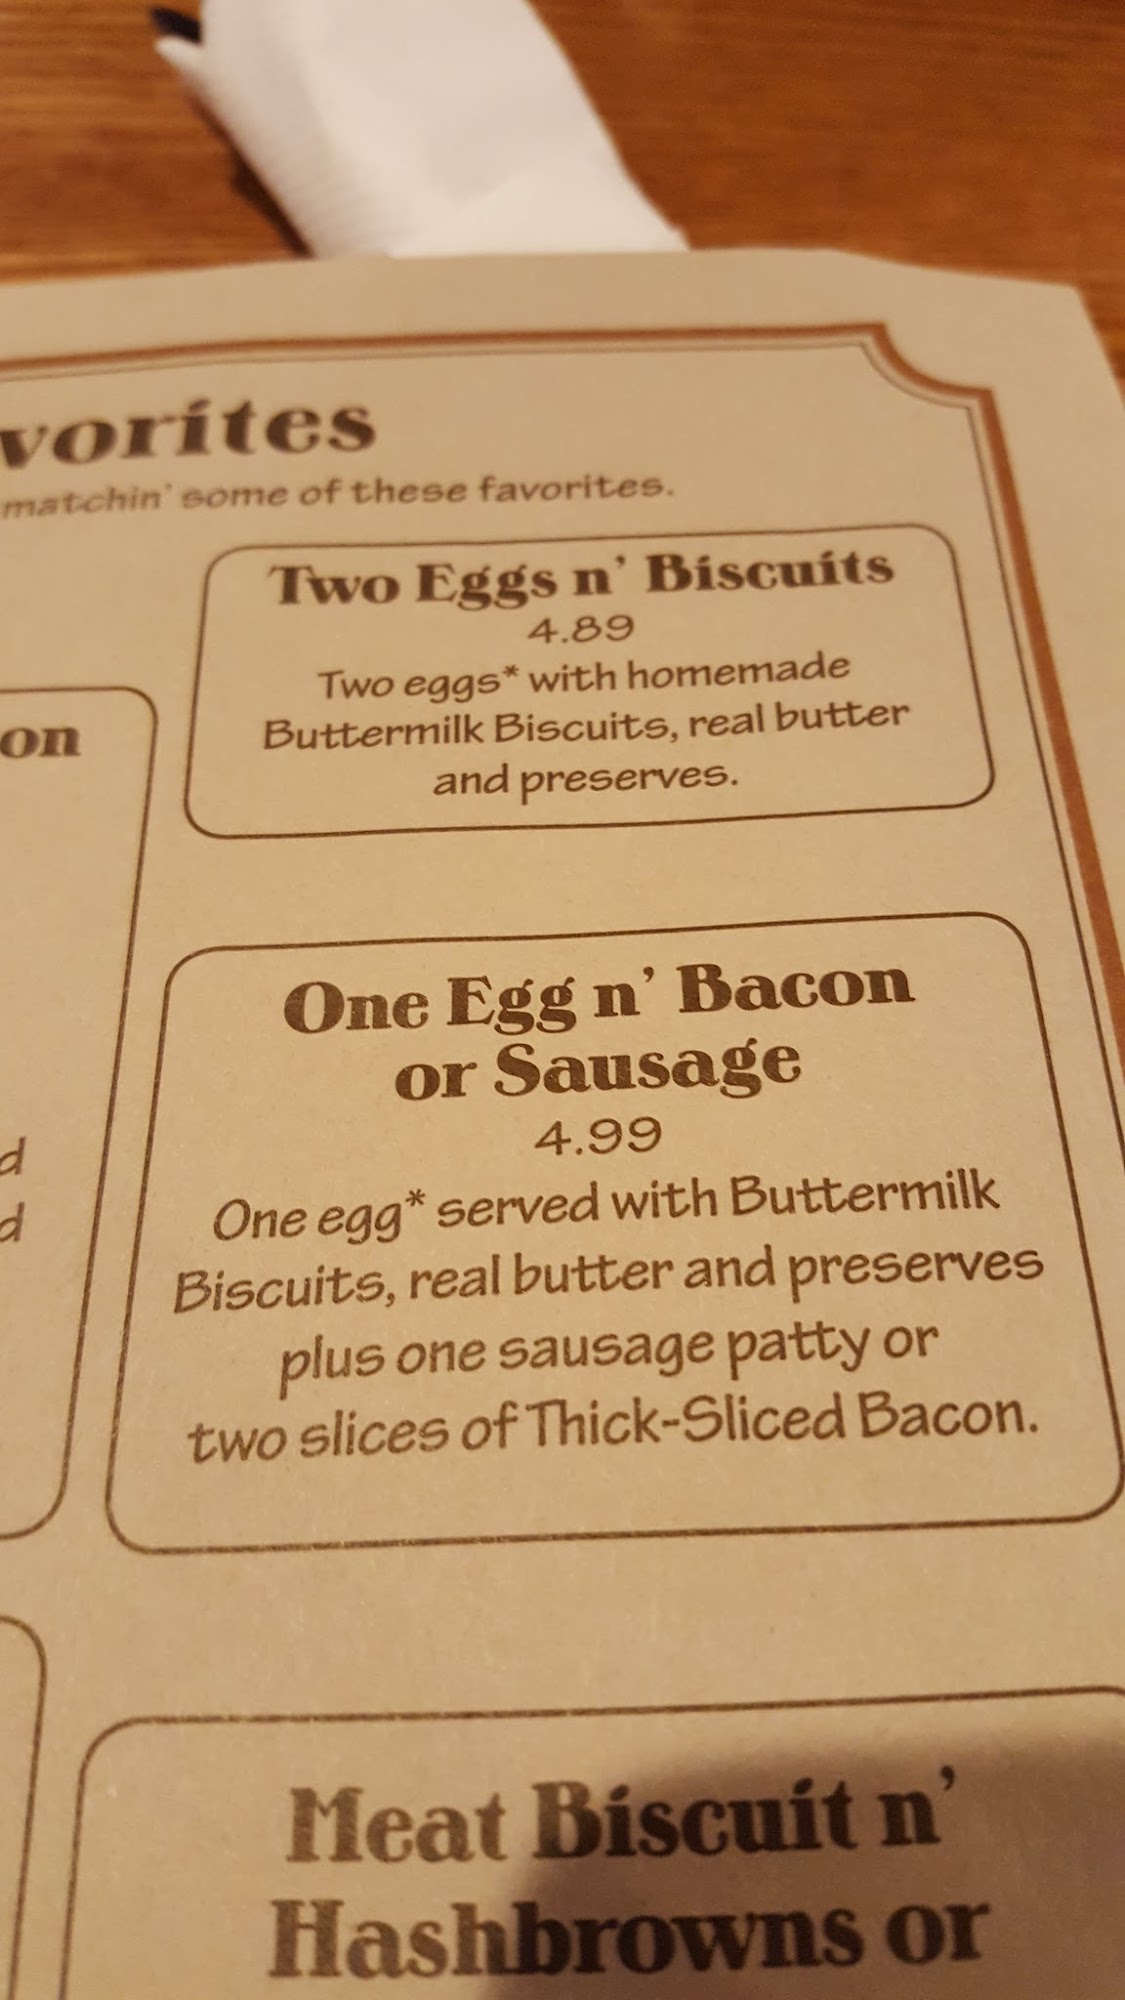 vorites
matchin' some of these favorites.
Two Eggs n' Biscuits
4.89
Two eggs* with homemade
Buttermilk Biscuits, real butter
and preserves.
on
d
d
One Egg n' Bacon
or Sausage
4.99
One egg* served with Buttermilk
Biscuits, real butter and preserves
plus one sausage patty or
two slices of Thick-Sliced Bacon.
Meat Biscuit n'
Hashbrowns or